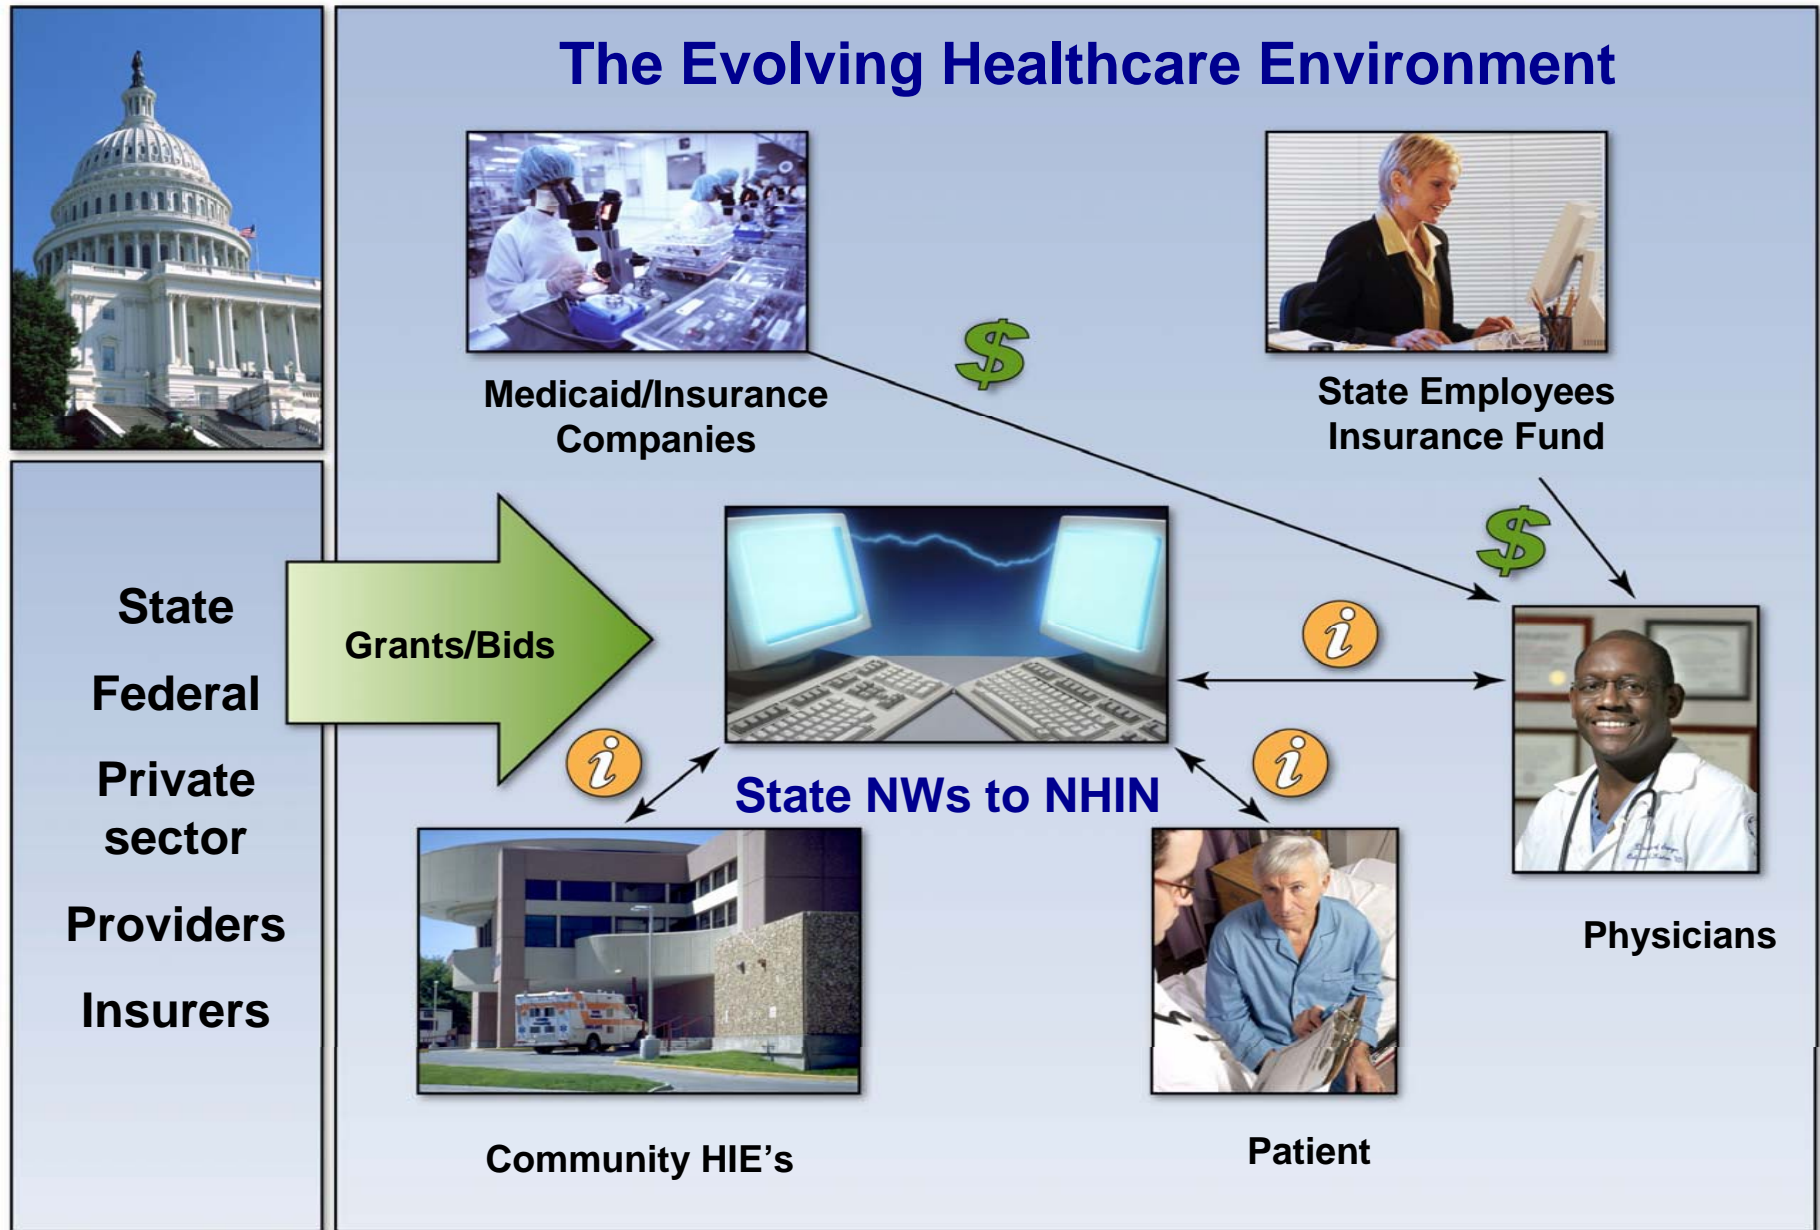 The Evolving Healthcare Environment
Medicaid/Insurance
Companies
$
State Employees
Insurance Fund
$
State
Federal
Private
sector
Providers
Insurers
Grants/Bids
i
i
i
State NWs to NHIN
Physicians
Community HIE’s
Patient